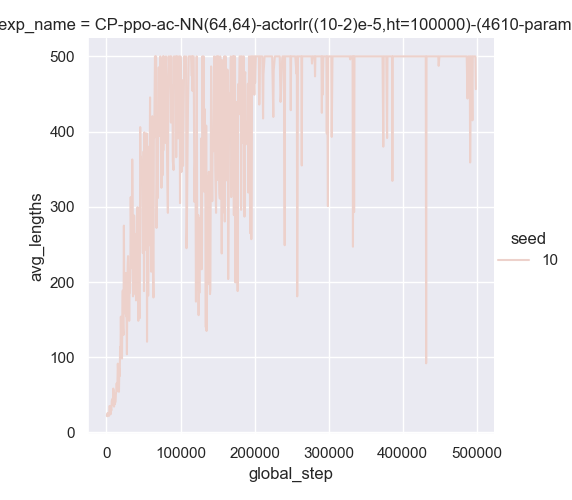 exp_name = CP-ppo-ac-NN(64,64)-actorlr((10-2)e-5,ht=100000)-(4610-param
500
400
300
200
100
0
avg_lengths
0 100000 200000 300000 400000 500000
global_step
seed
10